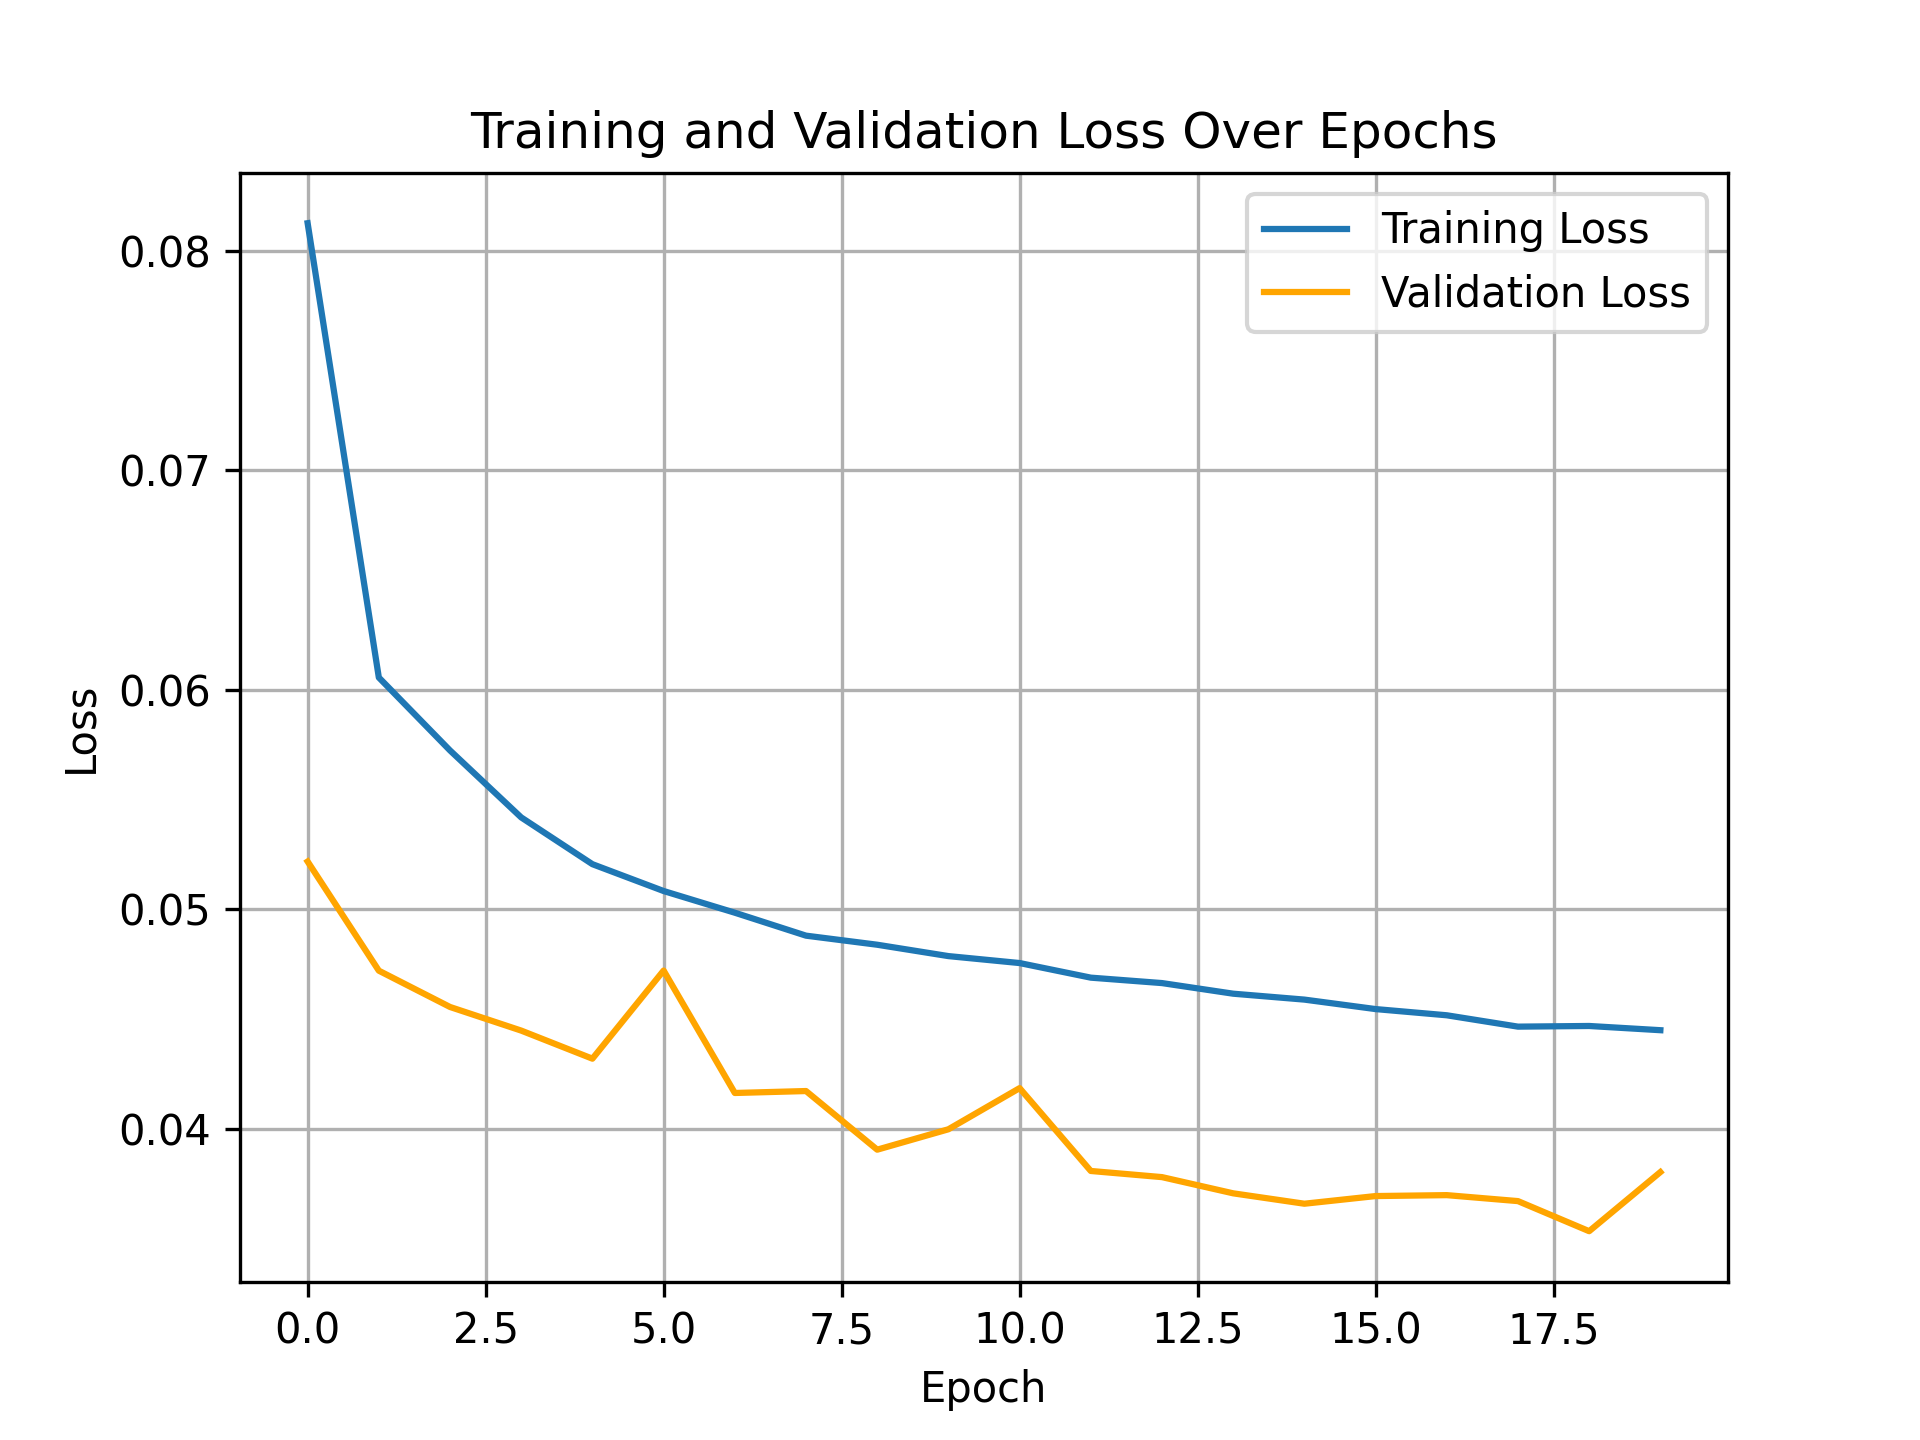 Training and Validation Loss Over Epochs
Training Loss
Validation Loss
0.08
0.07
0.06
0.05
0.04
Loss
0.0 2.5 5.0 7.5 10.0 12.5 15.0 17.5
Epoch